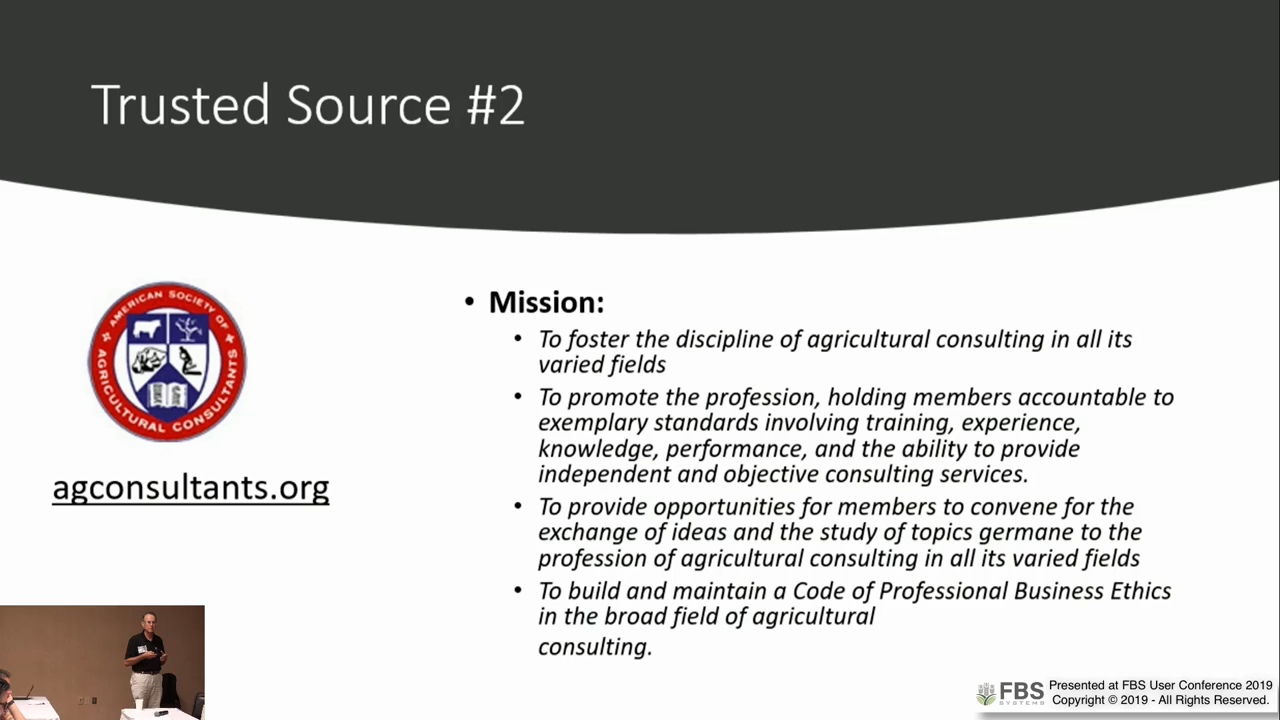 Trusted Source #2
AMERICAN SOCIETY OF
AGRICULTURAL CONSULTANTS
agconsultants.org
• Mission:
• To foster the discipline of agricultural consulting in all its
varied fields
• To promote the profession, holding members accountable to
exemplary standards involving training, experience,
knowledge, performance, and the ability to provide
independent and objective consulting services.
• To provide opportunities for members to convene for the
exchange of ideas and the study of topics germane to the
profession of agricultural consulting in all its varied fields
• To build and maintain a Code of Professional Business Ethics
in the broad field of agricultural
consulting.
FBS
SYSTEMS
Presented at FBS User Conference 2019
Copyright © 2019 - All Rights Reserved.